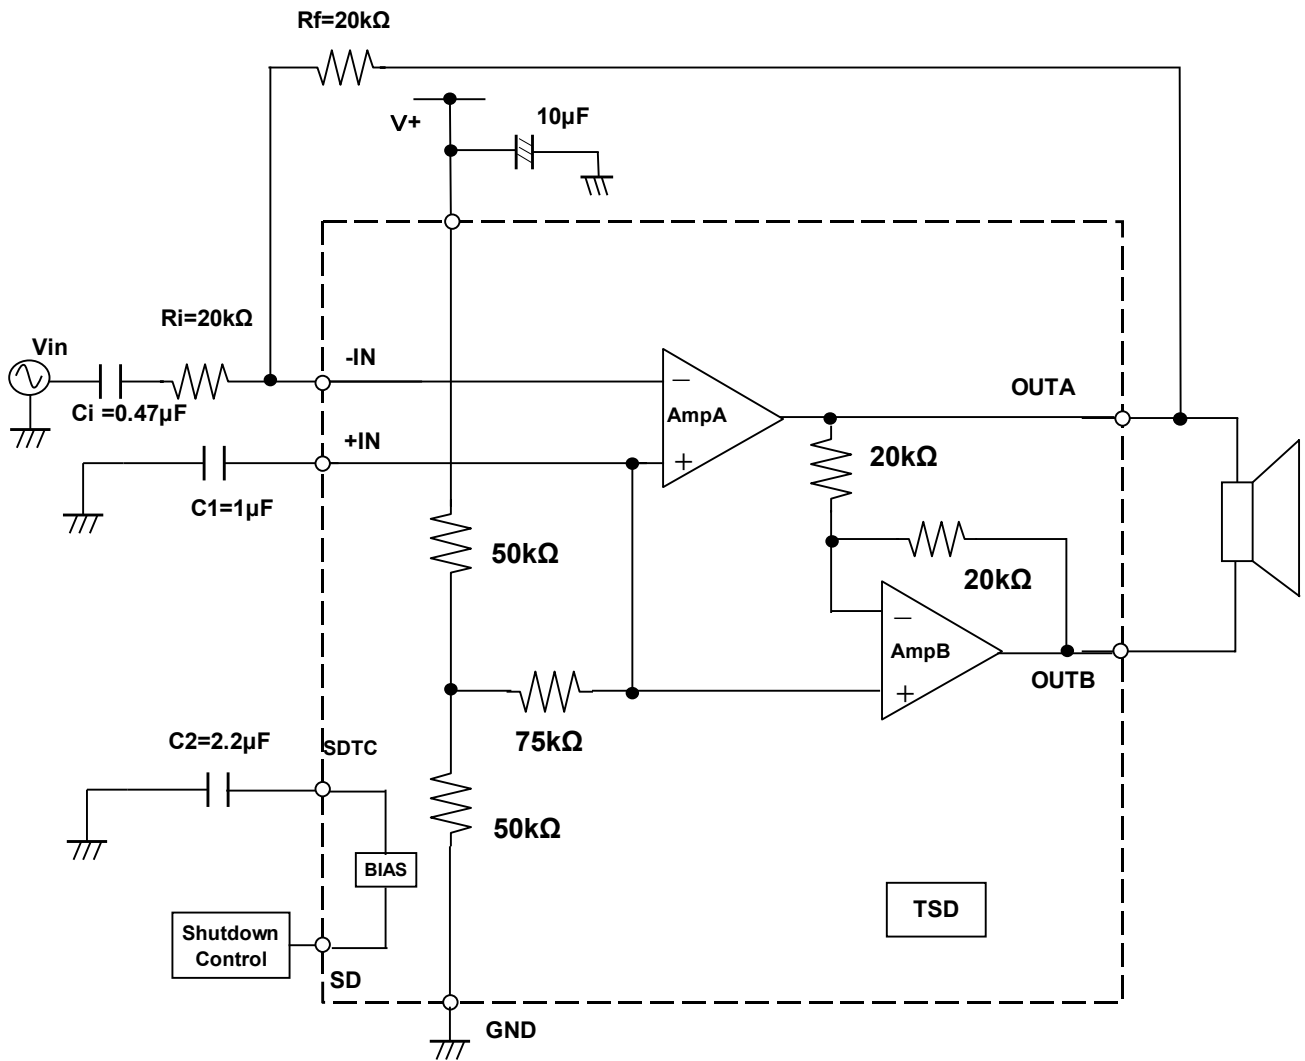 Rf=20kΩ
V+
10µF
Ri=20kΩ
Vin
Ci =0.47µF
-IN
+IN
C1=1µF
AmpA
−
+
OUTA
20kΩ
50kΩ
20kΩ
AmpB
−
+
OUTB
75kΩ
C2=2.2µF
SDTC
50kΩ
BIAS
TSD
Shutdown
Control
SD
GND